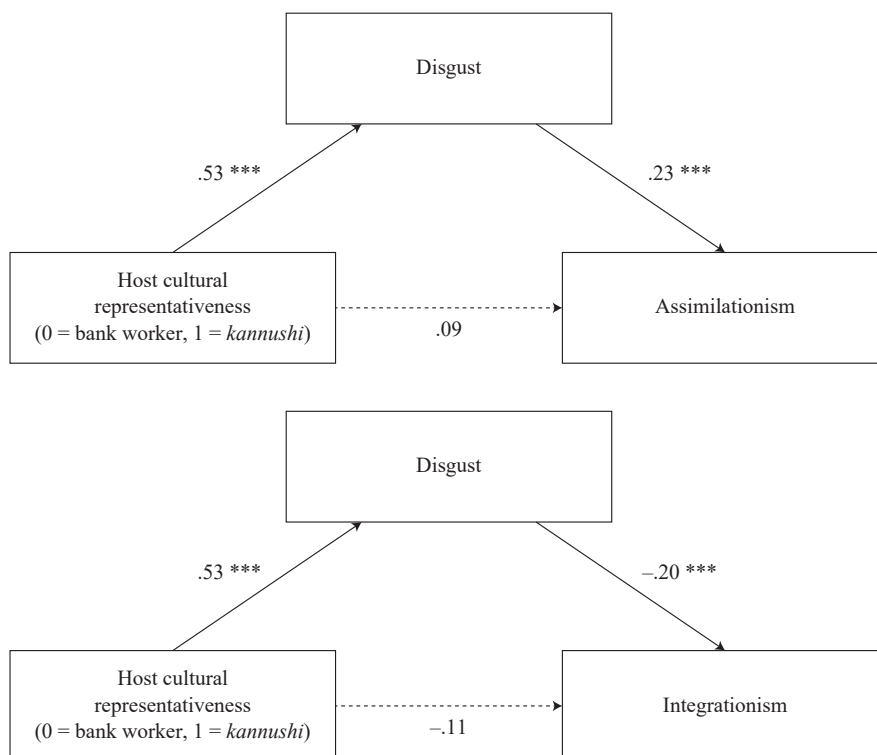 Disgust
.53 ***
.23 ***
Host cultural
representativeness
(0 = bank worker, 1 = kannushi)
.09
Assimilationism
Disgust
.53 ***
–.20 ***
Host cultural
representativeness
(0 = bank worker, 1 = kannushi)
–.11
Integrationism